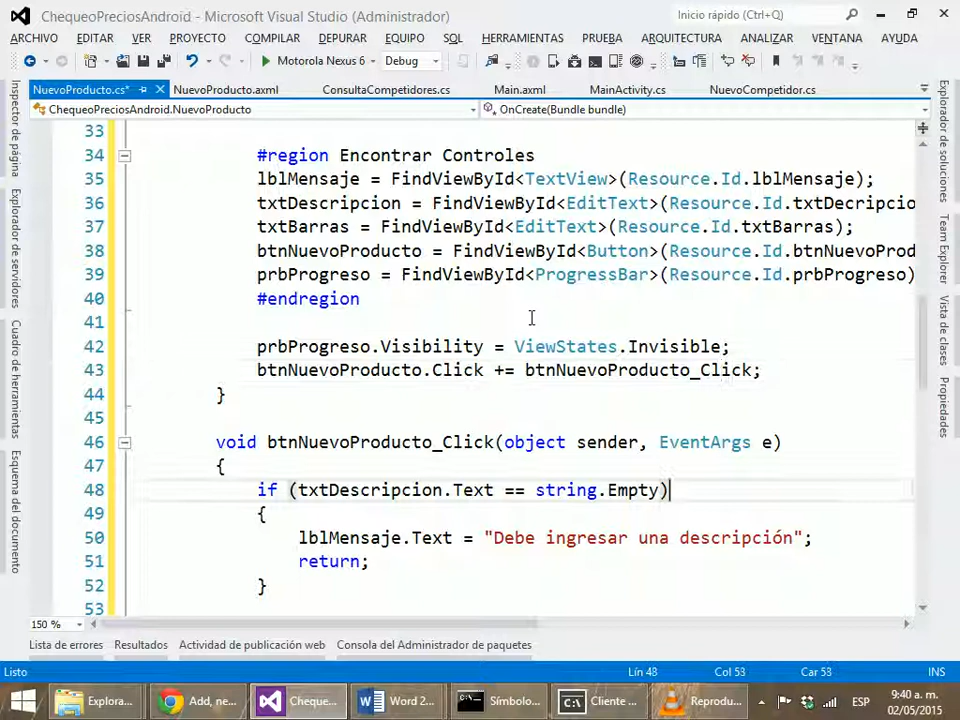 ChequeoPreciosAndroid - Microsoft Visual Studio (Administrador)
Inicio rápido (Ctrl+Q)
ARCHIVO EDITAR VER PROYECTO COMPILAR DEPURAR EQUIPO SQL HERRAMIENTAS PRUEBA ARQUITECTURA ANALIZAR VENTANA AYUDA
Motorola Nexus 6 Debug
NuevoProducto.cs* NuevoProducto.axml ConsultaCompetidores.cs Main.axml MainActivity.cs NuevoCompetidor.cs
ChequeoPreciosAndroid.NuevoProducto OnCreate(Bundle bundle)
Inspector de página
Explorador de servidores
Cuadro de herramientas
Esquema del documento
33
34 #region Encontrar Controles
35 lblMensaje = FindViewById<TextView>(Resource.Id.lblMensaje);
36 txtDescripcion = FindViewById<EditText>(Resource.Id.txtDecripcio
37 txtBarras = FindViewById<EditText>(Resource.Id.txtBarras);
38 btnNuevoProducto = FindViewById<Button>(Resource.Id.btnNuevoProd
39 prbProgreso = FindViewById<ProgressBar>(Resource.Id.prbProgreso)
40 #endregion
41
42 prbProgreso.Visibility = ViewStates.Invisible;
43 btnNuevoProducto.Click += btnNuevoProducto_Click;
44 }
45
46 void btnNuevoProducto_Click(object sender, EventArgs e)
47 {
48 if (txtDescripcion.Text == string.Empty)
49 {
50 lblMensaje.Text = "Debe ingresar una descripción";
51 return;
52 }
53
Explorador de soluciones
Team Explorer
Vista de clases
Propiedades
150 %
Lista de errores Resultados Actividad de publicación web Consola del Administrador de paquetes
Listo Lín 48 Col 53 Car 53 INS
Explora... Add, ne... Cheque... Word 2... Símbolo... Cliente ... Reprodu... ESP
9:40 a. m.
02/05/2015